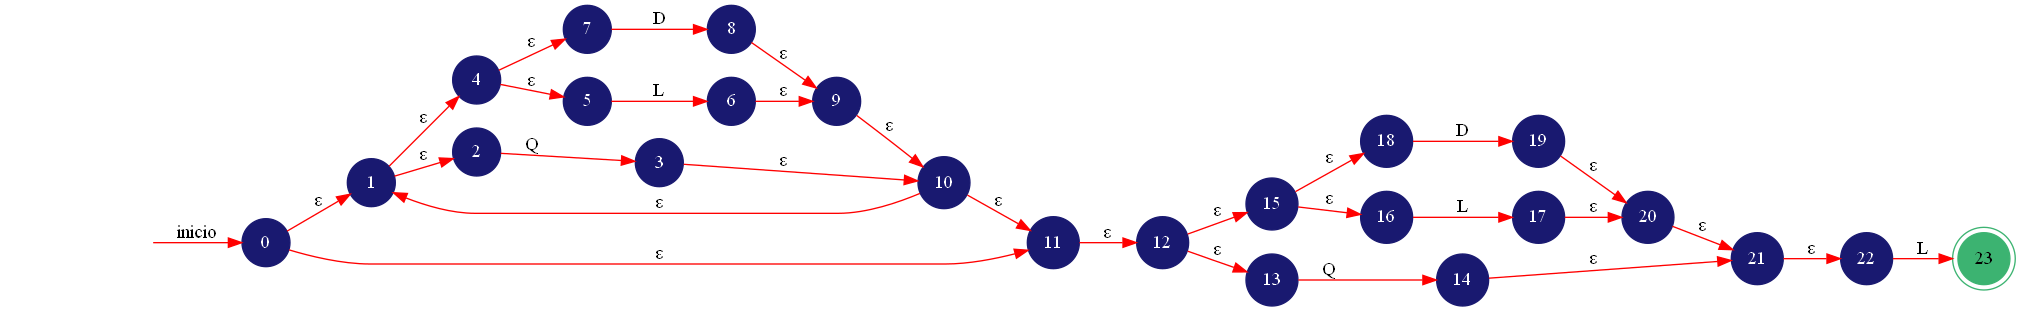 7 D 8
ε ε
4 ε 5 L 6 ε 9
ε ε
1 ε 2 Q 3 ε 10
ε ε ε
inicio 0 ε 11 ε 12
18 D 19
ε ε
15 ε 16 L 17 ε 20
ε ε
ε 13 Q 14 ε 21 ε 22 L 23